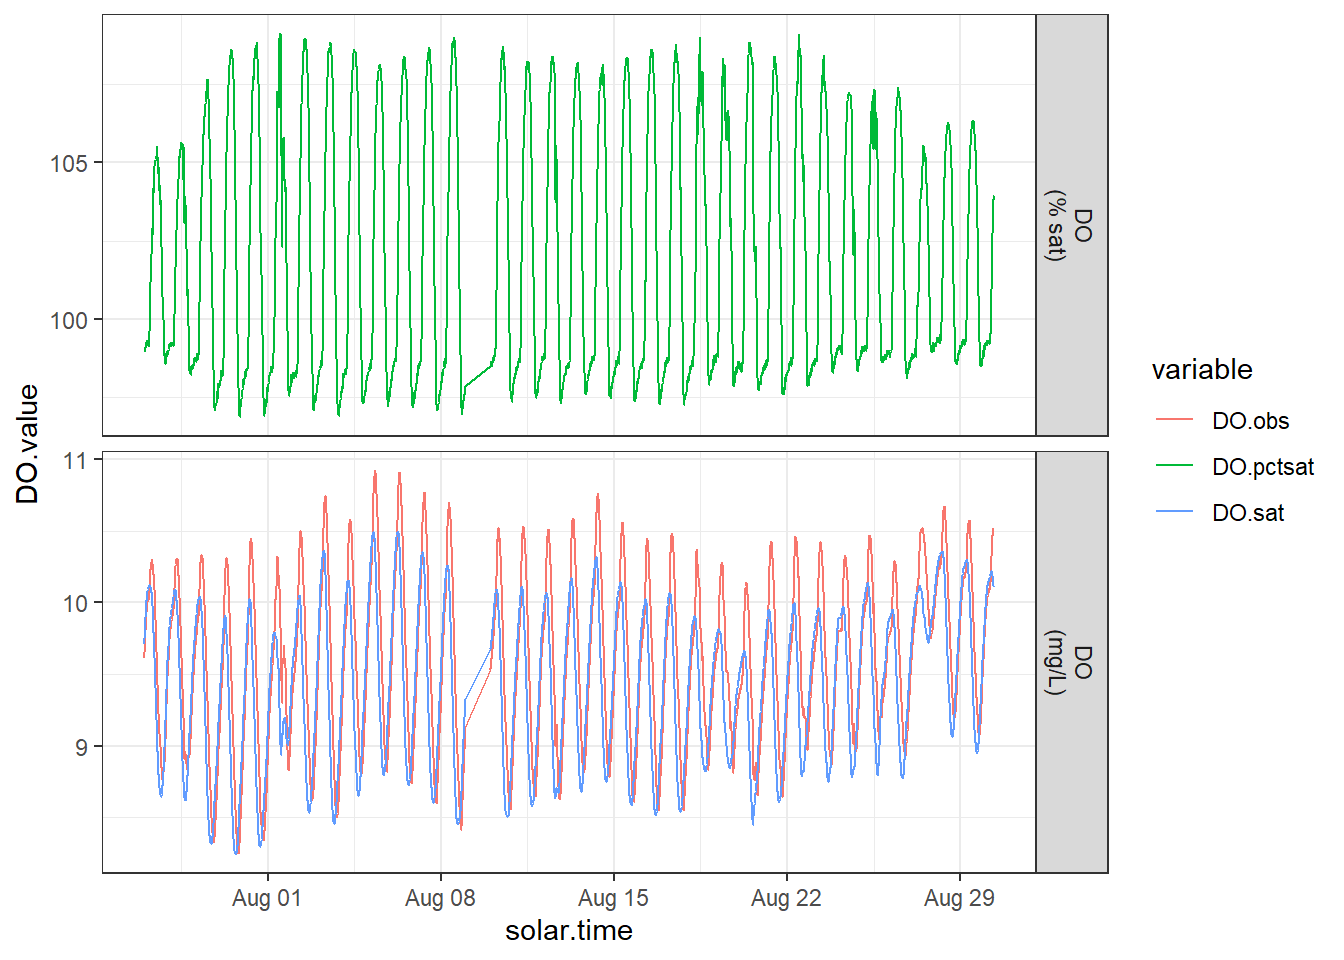 DO.value
105
100
DO
(% sat)
11
10
9
DO
(mg/L)
Aug 01
Aug 08
Aug 15
Aug 22
Aug 29
solar.time
variable
DO.obs
DO.pctsat
DO.sat